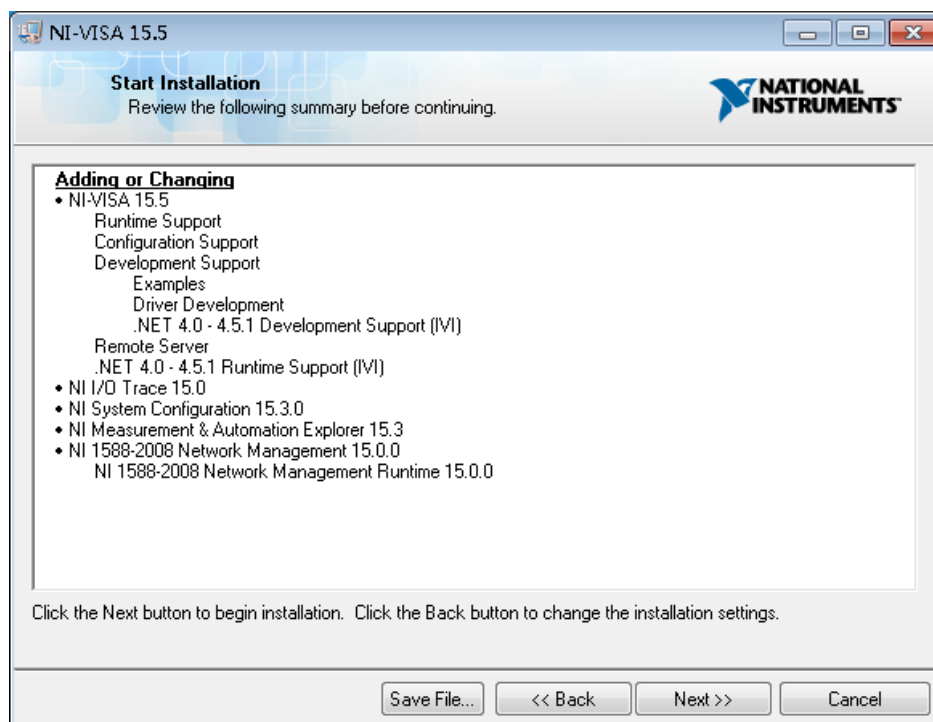 NI-VISA 15.5
Start Installation
Review the following summary before continuing.
NATIONAL
INSTRUMENTS™
Adding or Changing
• NI-VISA 15.5
Runtime Support
Configuration Support
Development Support
Examples
Driver Development
.NET 4.0 - 4.5.1 Development Support (IVI)
Remote Server
.NET 4.0 - 4.5.1 Runtime Support (IVI)
• NI I/O Trace 15.0
• NI System Configuration 15.3.0
• NI Measurement & Automation Explorer 15.3
• NI 1588-2008 Network Management 15.0.0
NI 1588-2008 Network Management Runtime 15.0.0
Click the Next button to begin installation.  Click the Back button to change the installation settings.
Save File... << Back Next >> Cancel